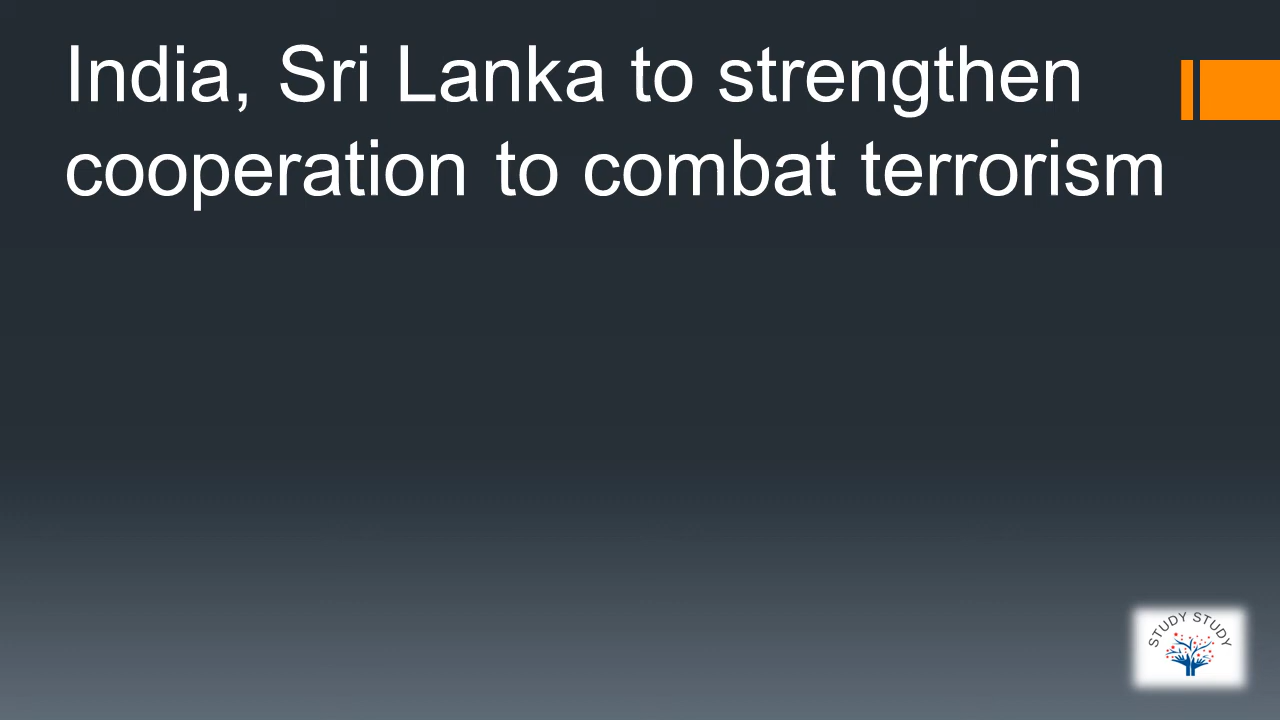 India, Sri Lanka to strengthen
cooperation to combat terrorism
STUDY STUDY